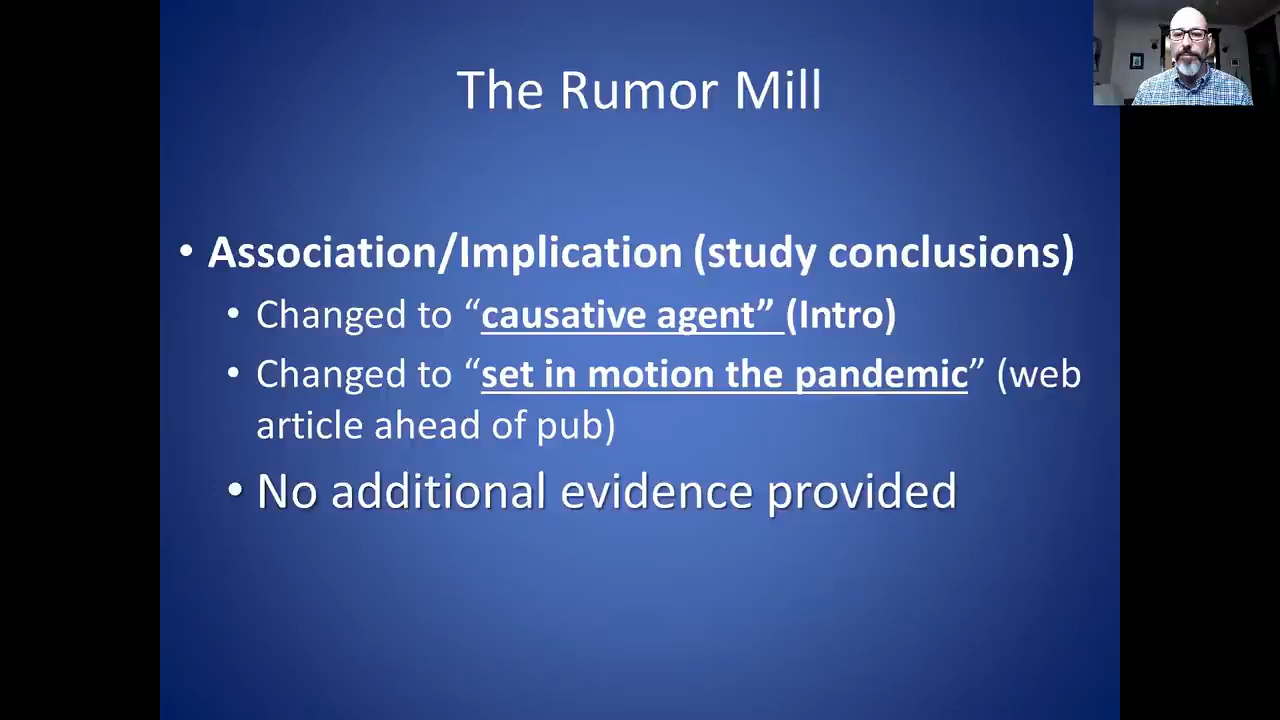 The Rumor Mill
• Association/Implication (study conclusions)
• Changed to “causative agent” (Intro)
• Changed to “set in motion the pandemic” (web
article ahead of pub)
• No additional evidence provided